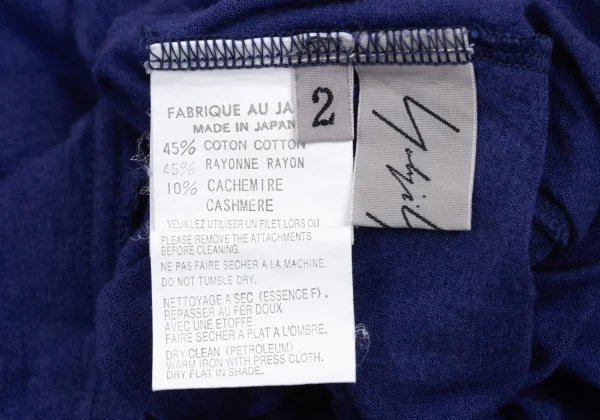 FABRIQUE AU JA
MADE IN JAPAN
45% COTON COTTON
45% RAYONNE RAYON
10% CACHEMIRE
CASHMERE
VEUILLEZ UTILISER UN FILET LORS DU
PLEASE REMOVE THE ATTACHMENTS
BEFORE CLEANING.
NE PAS FAIRE SECHER A LA MACHINE.
DO NOT TUMBLE DRY.
NETTOYAGE A SEC (ESSENCE F).
REPASSER AU FER DOUX
AVEC UNE ETOFFE
FAIRE SECHER A PLAT A L'OMBRE.
DRY CLEAN (PETROLEUM)
WARM IRON WITH PRESS CLOTH.
DRY FLAT IN SHADE.
2
Yohji